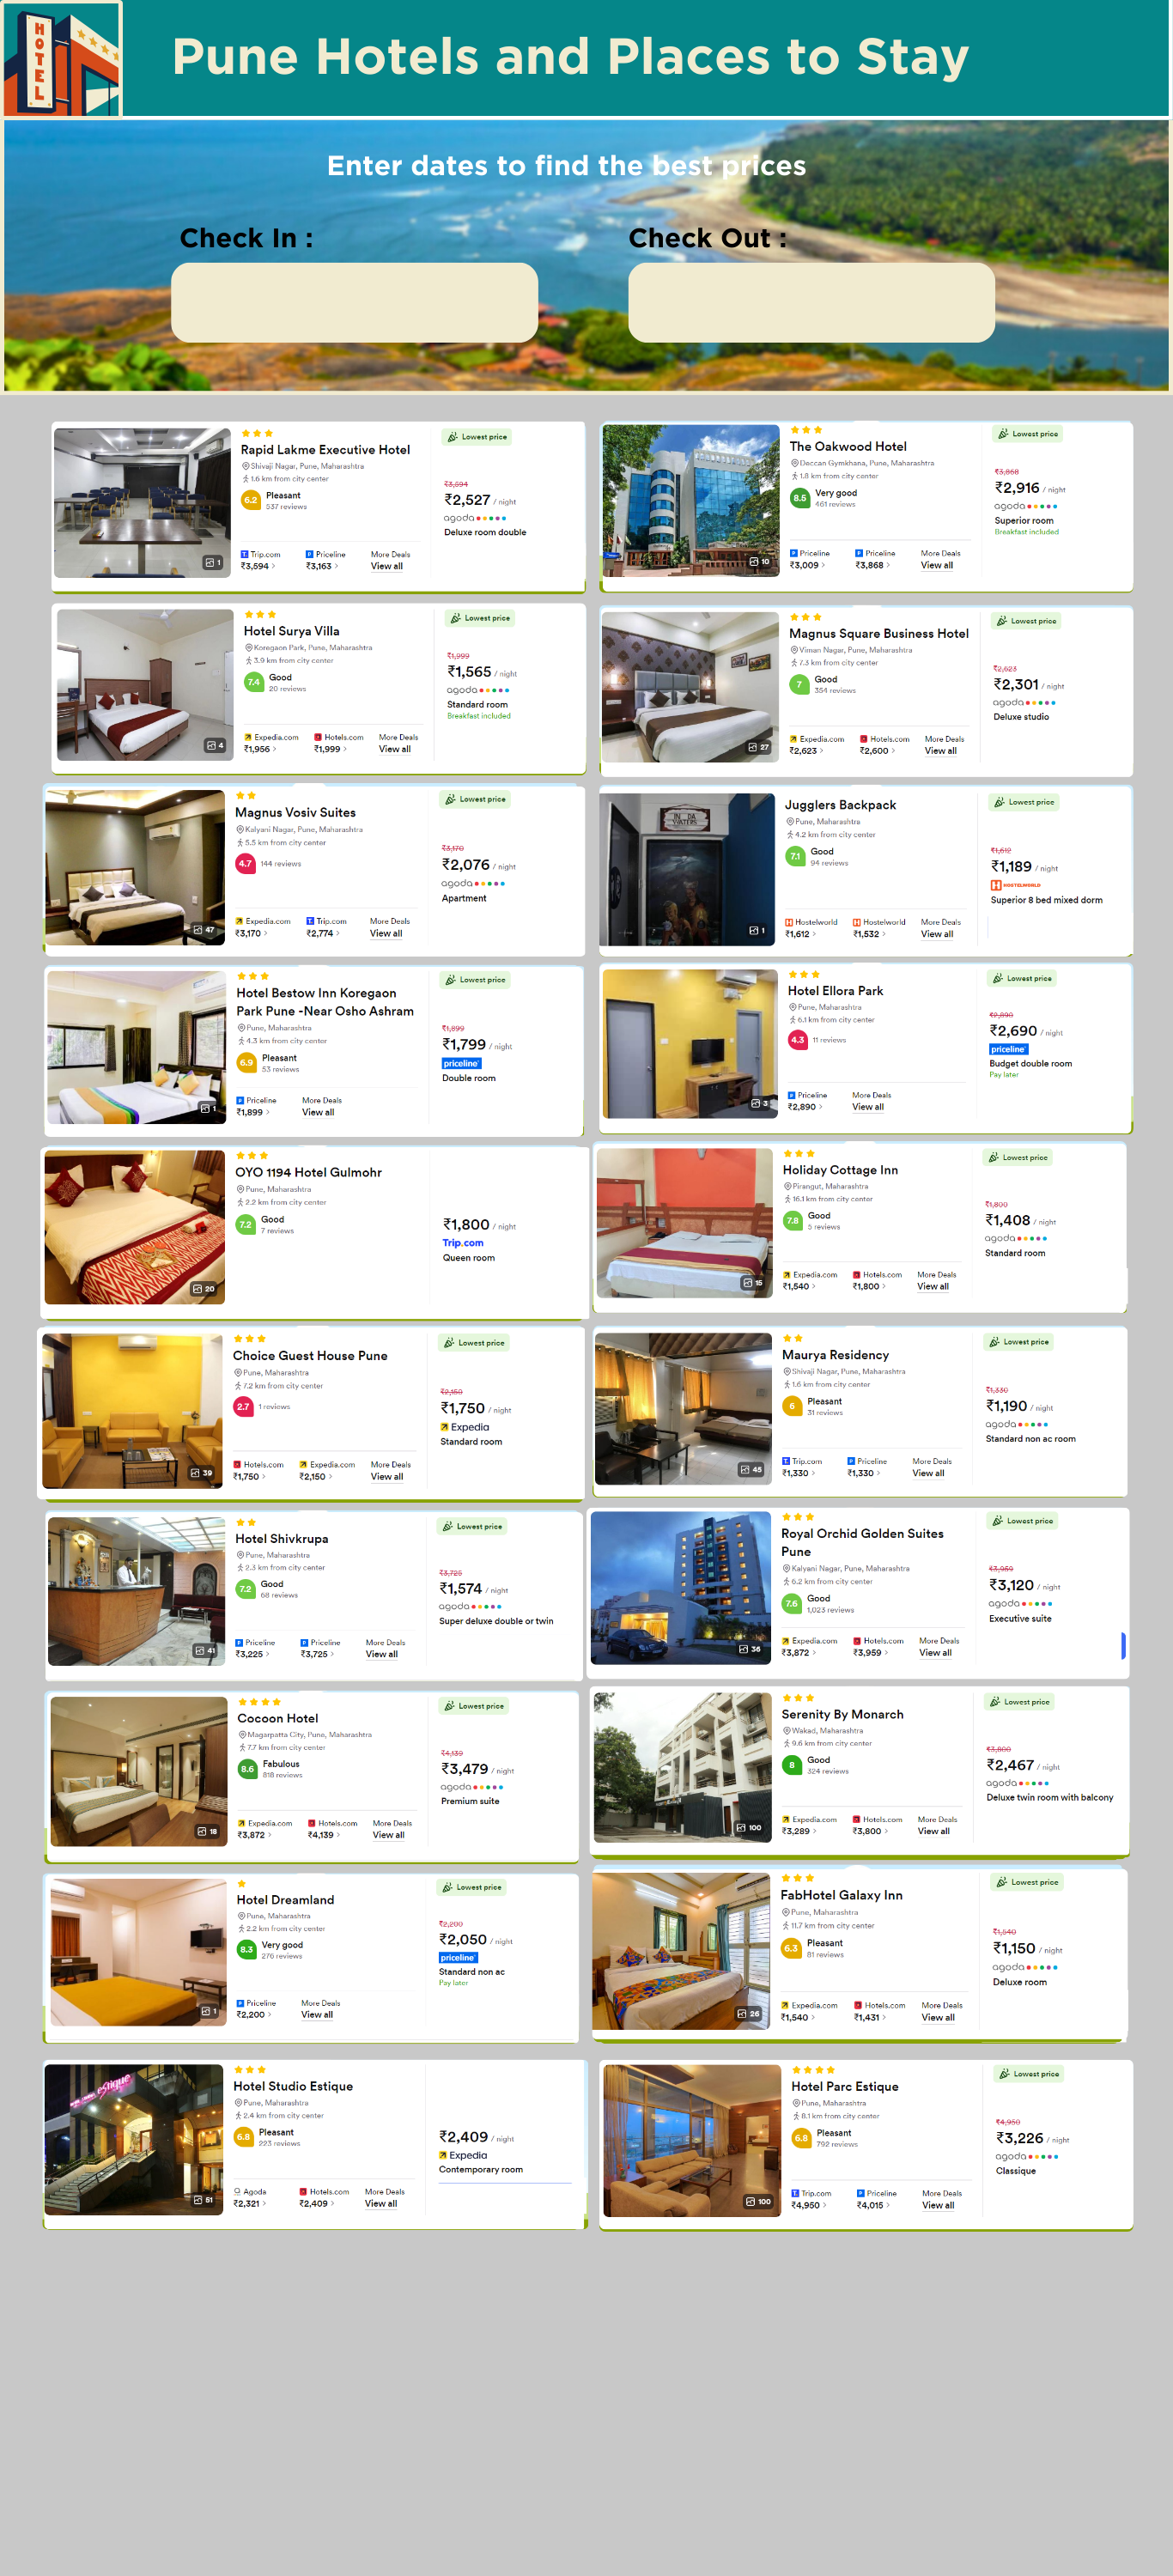 HOTEL
Pune Hotels and Places to Stay
Enter dates to find the best prices
Check In :
Check Out :
Rapid Lakme Executive Hotel
Shivaji Nagar, Pune, Maharashtra
1.6 km from city center
6.2 Pleasant
537 reviews
Trip.com Priceline More Deals
₹3,594 > ₹3,163 > View all
1
Lowest price
₹3,594
₹2,527 / night
agoda
Deluxe room double
The Oakwood Hotel
Deccan Gymkhana, Pune, Maharashtra
1.8 km from city center
8.5 Very good
461 reviews
Priceline Priceline More Deals
₹3,009 > ₹3,868 > View all
10
Lowest price
₹3,868
₹2,916 / night
agoda
Superior room
Breakfast included
Hotel Surya Villa
Koregaon Park, Pune, Maharashtra
3.9 km from city center
7.4 Good
20 reviews
Expedia.com Hotels.com More Deals
₹1,956 > ₹1,999 > View all
4
Lowest price
₹1,999
₹1,565 / night
agoda
Standard room
Breakfast included
Magnus Square Business Hotel
Viman Nagar, Pune, Maharashtra
7.3 km from city center
7 Good
354 reviews
Expedia.com Hotels.com More Deals
₹2,623 > ₹2,600 > View all
27
Lowest price
₹2,623
₹2,301 / night
agoda
Deluxe studio
Magnus Vosiv Suites
Kalyani Nagar, Pune, Maharashtra
5.5 km from city center
4.7 144 reviews
Expedia.com Trip.com More Deals
₹3,170 > ₹2,774 > View all
47
Lowest price
₹3,170
₹2,076 / night
agoda
Apartment
Jugglers Backpack
Pune, Maharashtra
4.2 km from city center
7.1 Good
94 reviews
Hostelworld Hostelworld More Deals
₹1,612 > ₹1,532 > View all
1
Lowest price
₹1,612
₹1,189 / night
HOSTELWORLD
Superior 8 bed mixed dorm
Hotel Bestow Inn Koregaon
Park Pune -Near Osho Ashram
Pune, Maharashtra
4.3 km from city center
6.9 Pleasant
53 reviews
Priceline More Deals
₹1,899 > View all
1
Lowest price
₹1,899
₹1,799 / night
priceline
Double room
Hotel Ellora Park
Pune, Maharashtra
6.1 km from city center
4.3 11 reviews
Priceline More Deals
₹2,890 > View all
3
Lowest price
₹2,890
₹2,690 / night
priceline
Budget double room
Pay later
OYO 1194 Hotel Gulmohr
Pune, Maharashtra
2.2 km from city center
7.2 Good
7 reviews
20
₹1,800 / night
Trip.com
Queen room
Holiday Cottage Inn
Pirangut, Maharashtra
16.1 km from city center
7.8 Good
5 reviews
Expedia.com Hotels.com More Deals
₹1,540 > ₹1,800 > View all
15
Lowest price
₹1,800
₹1,408 / night
agoda
Standard room
Choice Guest House Pune
Pune, Maharashtra
7.2 km from city center
2.7 1 reviews
Hotels.com Expedia.com More Deals
₹1,750 > ₹2,150 > View all
39
Lowest price
₹2,150
₹1,750 / night
Expedia
Standard room
Maurya Residency
Shivaji Nagar, Pune, Maharashtra
1.6 km from city center
6 Pleasant
31 reviews
Trip.com Priceline More Deals
₹1,330 > ₹1,330 > View all
45
Lowest price
₹1,330
₹1,190 / night
agoda
Standard non ac room
Hotel Shivkrupa
Pune, Maharashtra
2.3 km from city center
7.2 Good
68 reviews
Priceline Priceline More Deals
₹3,225 > ₹3,725 > View all
41
Lowest price
₹3,725
₹1,574 / night
agoda
Super deluxe double or twin
Royal Orchid Golden Suites
Pune
Kalyani Nagar, Pune, Maharashtra
6.2 km from city center
7.6 Good
1,023 reviews
Expedia.com Hotels.com More Deals
₹3,872 > ₹3,959 > View all
36
Lowest price
₹3,959
₹3,120 / night
agoda
Executive suite
Cocoon Hotel
Magarpatta City, Pune, Maharashtra
7.7 km from city center
8.6 Fabulous
818 reviews
Expedia.com Hotels.com More Deals
₹3,872 > ₹4,139 > View all
18
Lowest price
₹4,139
₹3,479 / night
agoda
Premium suite
Serenity By Monarch
Wakad, Maharashtra
9.6 km from city center
8 Good
324 reviews
Expedia.com Hotels.com More Deals
₹3,289 > ₹3,800 > View all
100
Lowest price
₹3,800
₹2,467 / night
agoda
Deluxe twin room with balcony
Hotel Dreamland
Pune, Maharashtra
2.2 km from city center
8.3 Very good
276 reviews
Priceline More Deals
₹2,200 > View all
1
Lowest price
₹2,200
₹2,050 / night
priceline
Standard non ac
Pay later
FabHotel Galaxy Inn
Pune, Maharashtra
11.7 km from city center
6.3 Pleasant
81 reviews
Expedia.com Hotels.com More Deals
₹1,540 > ₹1,431 > View all
26
Lowest price
₹1,540
₹1,150 / night
agoda
Deluxe room
estique
Hotel Studio Estique
Pune, Maharashtra
2.4 km from city center
6.8 Pleasant
223 reviews
Agoda Hotels.com More Deals
₹2,321 > ₹2,409 > View all
51
₹2,409 / night
Expedia
Contemporary room
Hotel Parc Estique
Pune, Maharashtra
8.1 km from city center
6.8 Pleasant
792 reviews
Trip.com Priceline More Deals
₹4,950 > ₹4,015 > View all
100
Lowest price
₹4,950
₹3,226 / night
agoda
Classique